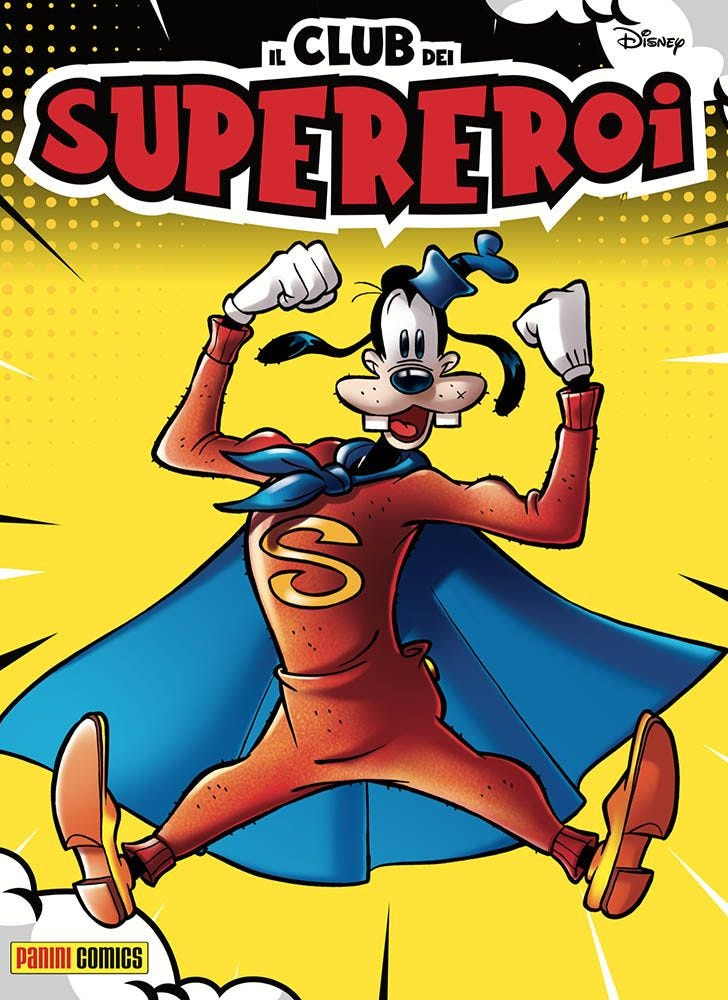 IL CLUB DEI
Disney
SUPEREROi
S
PANINI COMICS